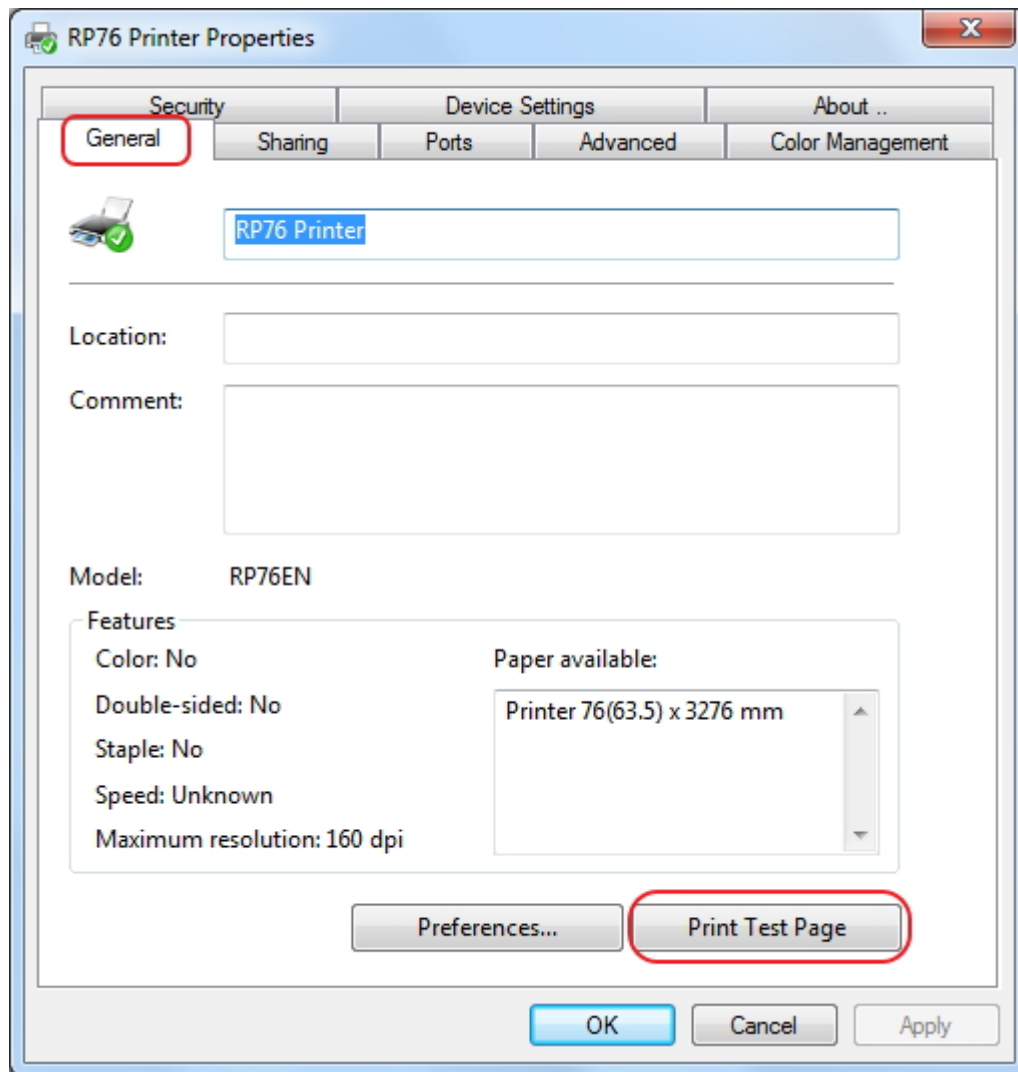 RP76 Printer Properties
Security Device Settings About ..
General Sharing Ports Advanced Color Management
RP76 Printer
Location:
Comment:
Model: RP76EN
Features
Color: No
Double-sided: No
Staple: No
Speed: Unknown
Maximum resolution: 160 dpi
Paper available:
Printer 76(63.5) x 3276 mm
Preferences... Print Test Page
OK Cancel Apply